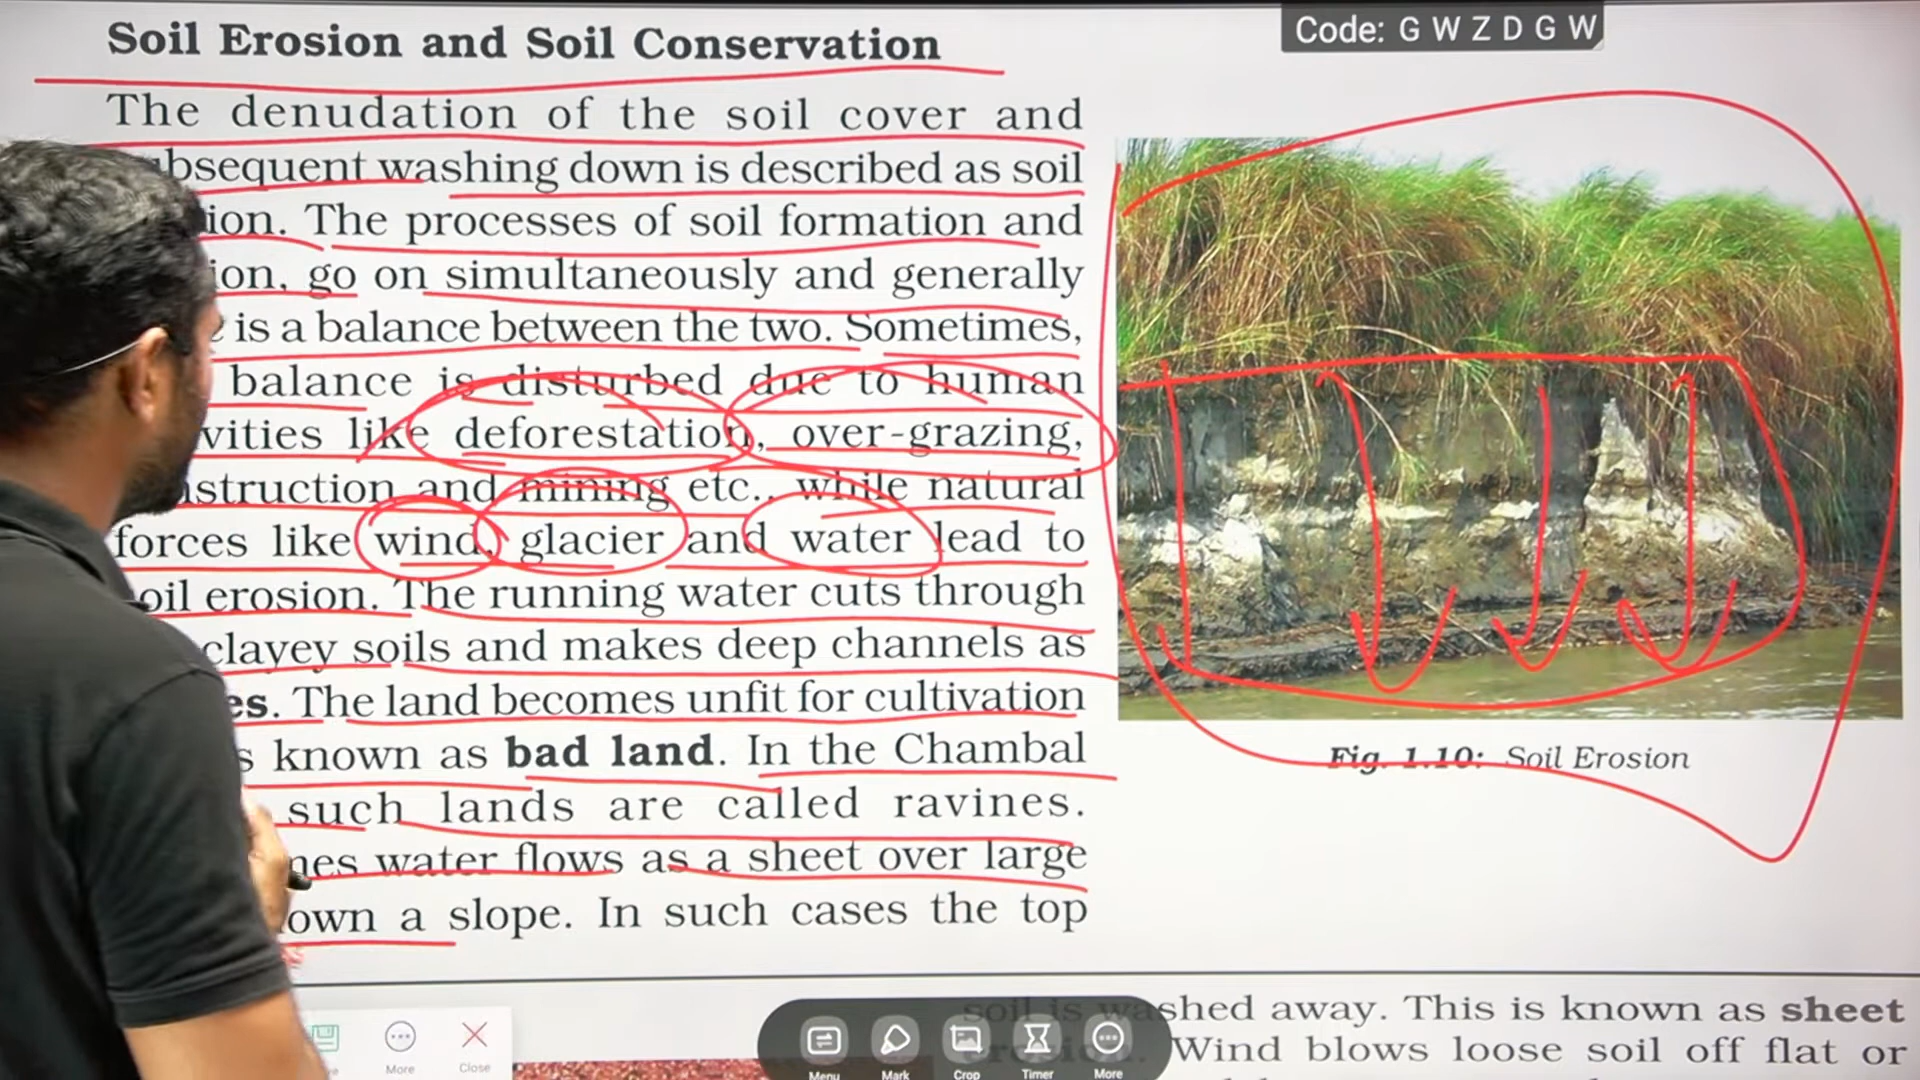 Soil Erosion and Soil Conservation
Code: G W Z D G W
The denudation of the soil cover and
bsequent washing down is described as soil
ion. The processes of soil formation and
ion, go on simultaneously and generally
is a balance between the two. Sometimes,
balance is disturbed due to human
vities like deforestation, over-grazing,
nstruction and mining etc., while natural
forces like wind, glacier and water lead to
oil erosion. The running water cuts through
clayey soils and makes deep channels as
es. The land becomes unfit for cultivation
s known as bad land. In the Chambal
such lands are called ravines.
nes water flows as a sheet over large
own a slope. In such cases the top
Fig. 1.10: Soil Erosion
soil is washed away. This is known as sheet
Wind blows loose soil off flat or
More
Close
Menu
Mark
Crop
Timer
More